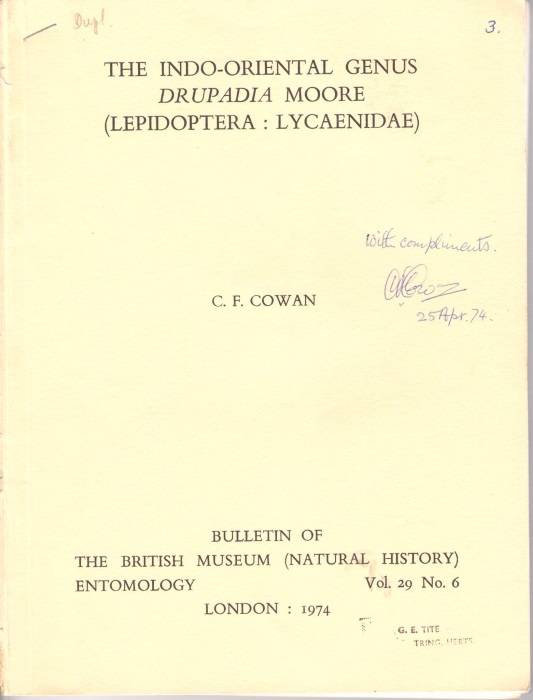 Dupl.
3.
THE INDO-ORIENTAL GENUS
DRUPADIA MOORE
(LEPIDOPTERA : LYCAENIDAE)
With compliments.
C. F. COWAN
25 Apr. 74.
BULLETIN OF
THE BRITISH MUSEUM (NATURAL HISTORY)
ENTOMOLOGY Vol. 29 No. 6
LONDON : 1974
G. E. TITE
TRING, HERTS.